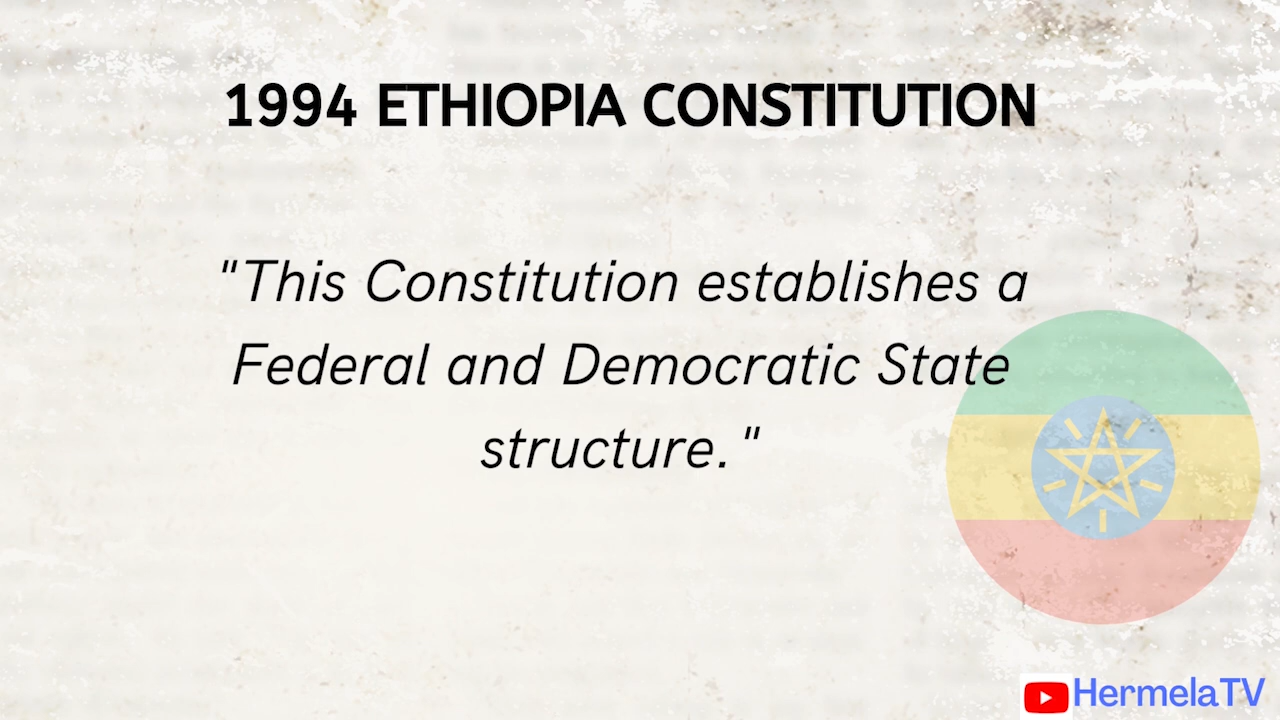 1994 ETHIOPIA CONSTITUTION
"This Constitution establishes a
Federal and Democratic State
structure."
HermelaTV